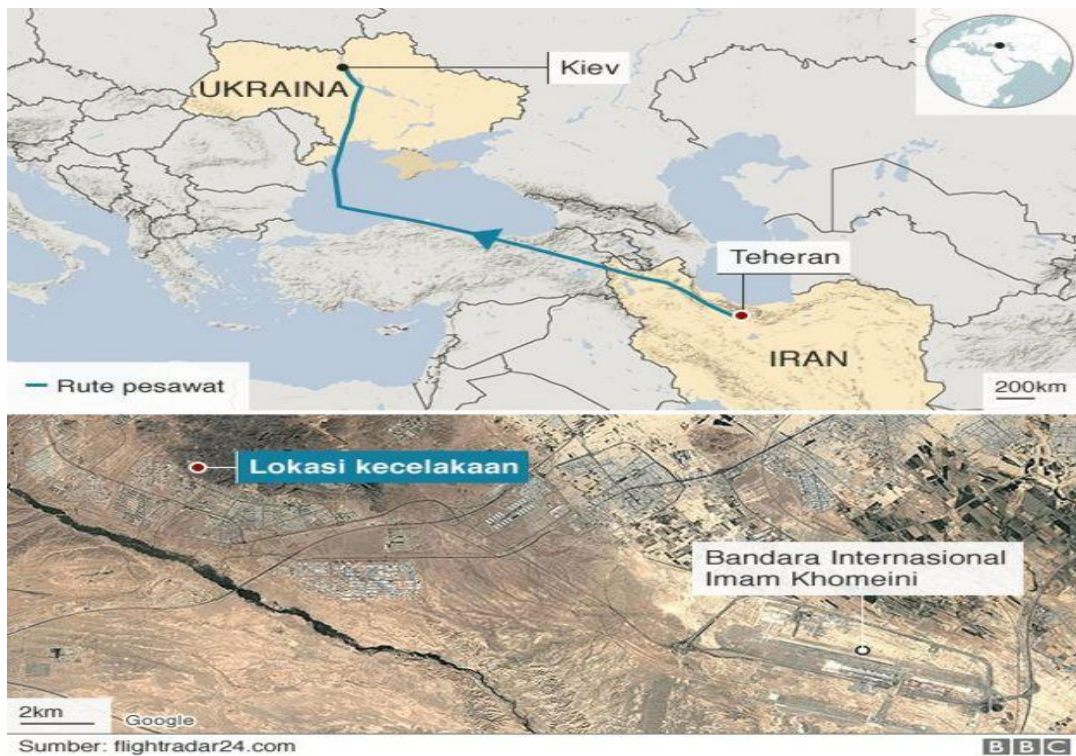 Kiev
UKRAINA
Teheran
IRAN
Rute pesawat
200km
Lokasi kecelakaan
Bandara Internasional
Imam Khomeini
2km
Google
Sumber: flightradar24.com
BBC